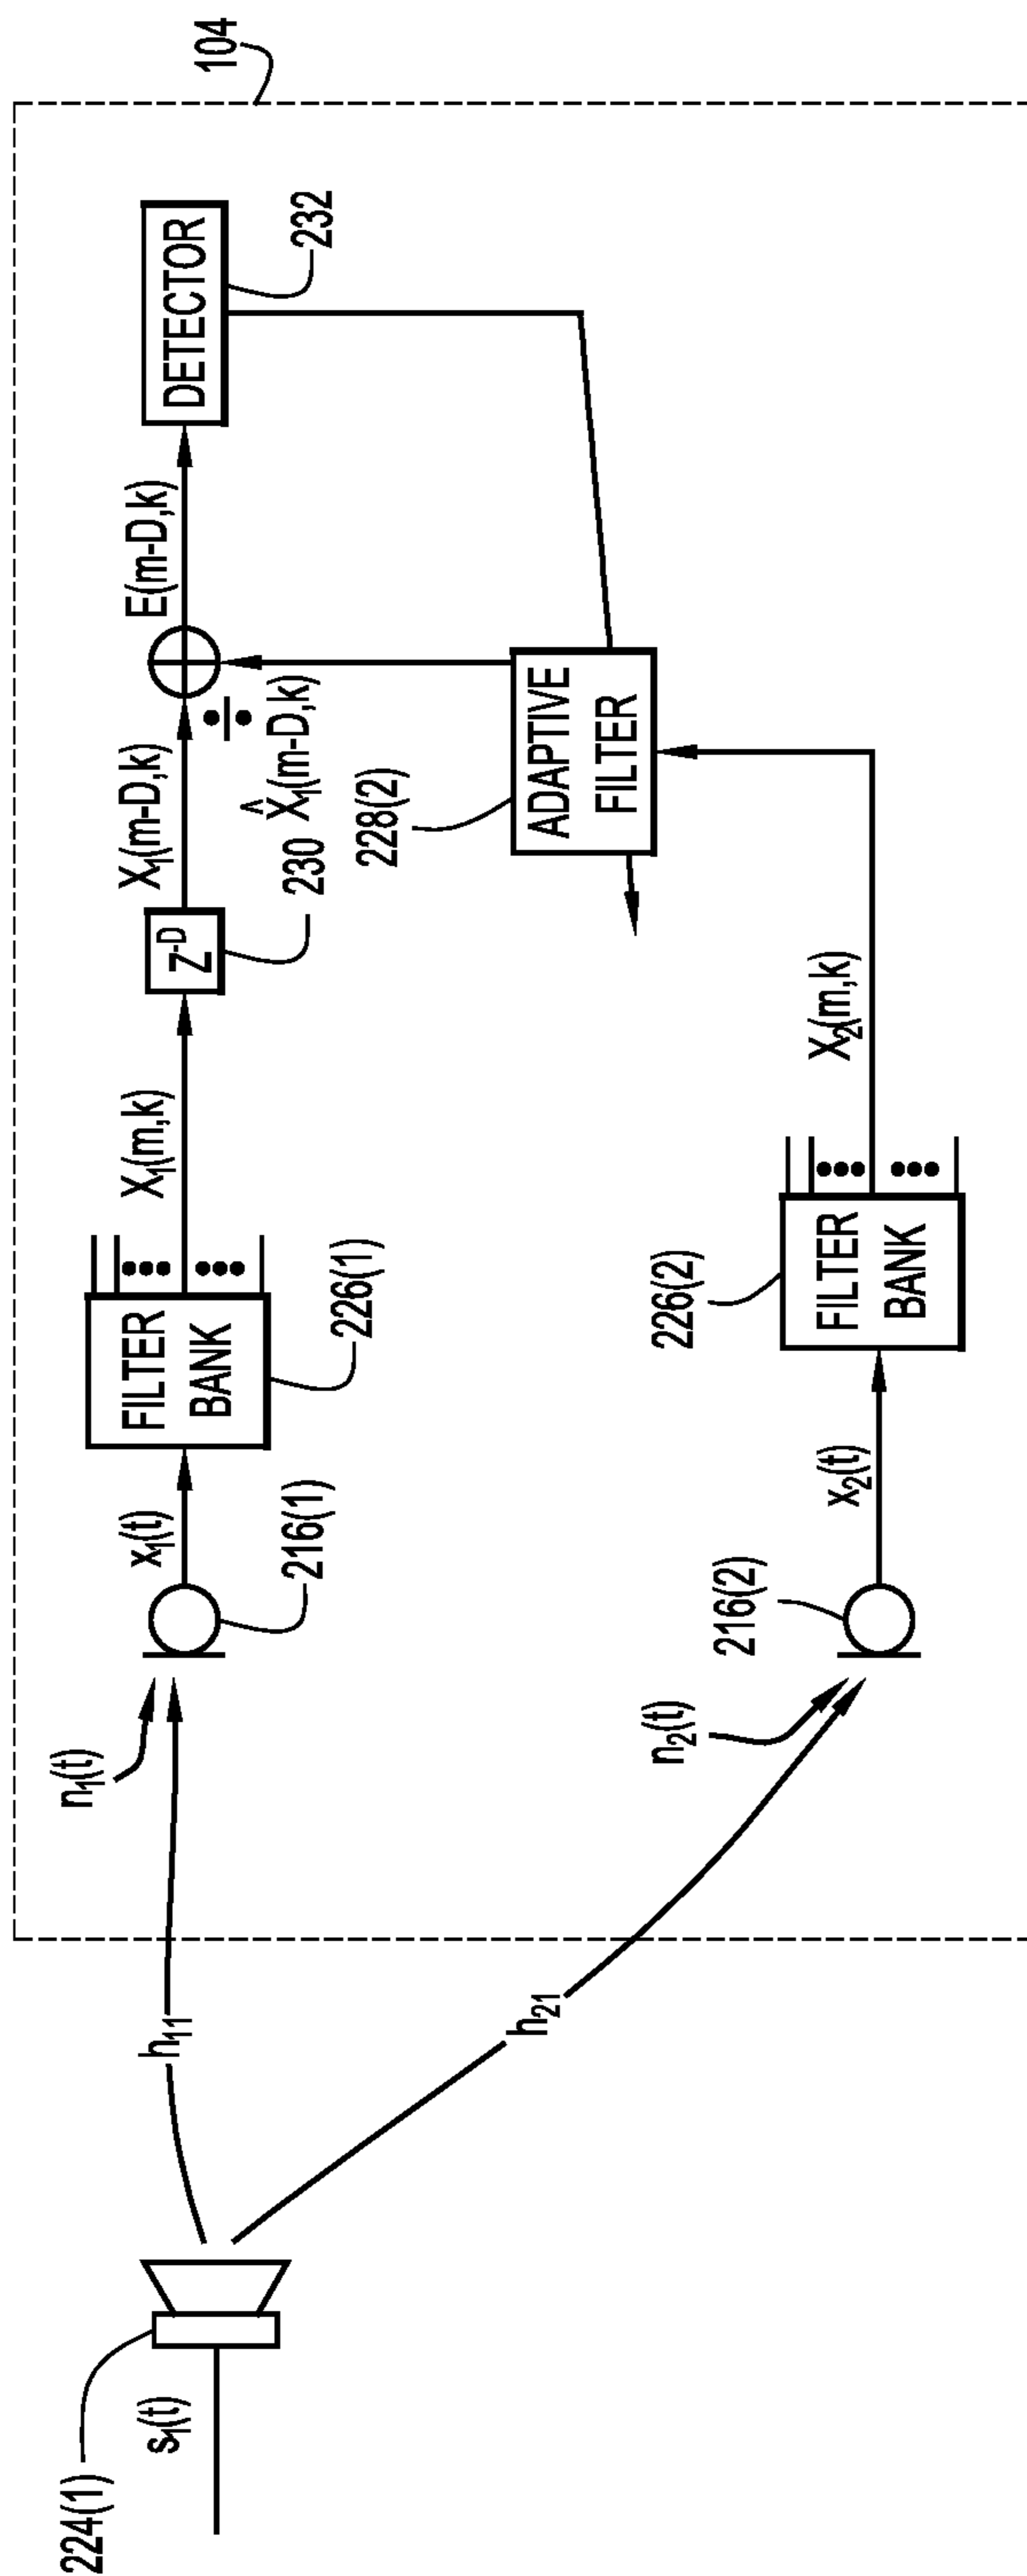 104
n₁(t)
x₁(t)
FILTER
BANK
X₁(m,k)
Z⁻ᴰ
X₁(m-D,k)
E(m-D,k)
DETECTOR
232
216(1)
226(1)
230
X̂₁(m-D,k)
÷
224(1)
s₁(t)
h₁₁
h₂₁
228(2)
ADAPTIVE
FILTER
n₂(t)
216(2)
x₂(t)
226(2)
FILTER
BANK
X₂(m,k)